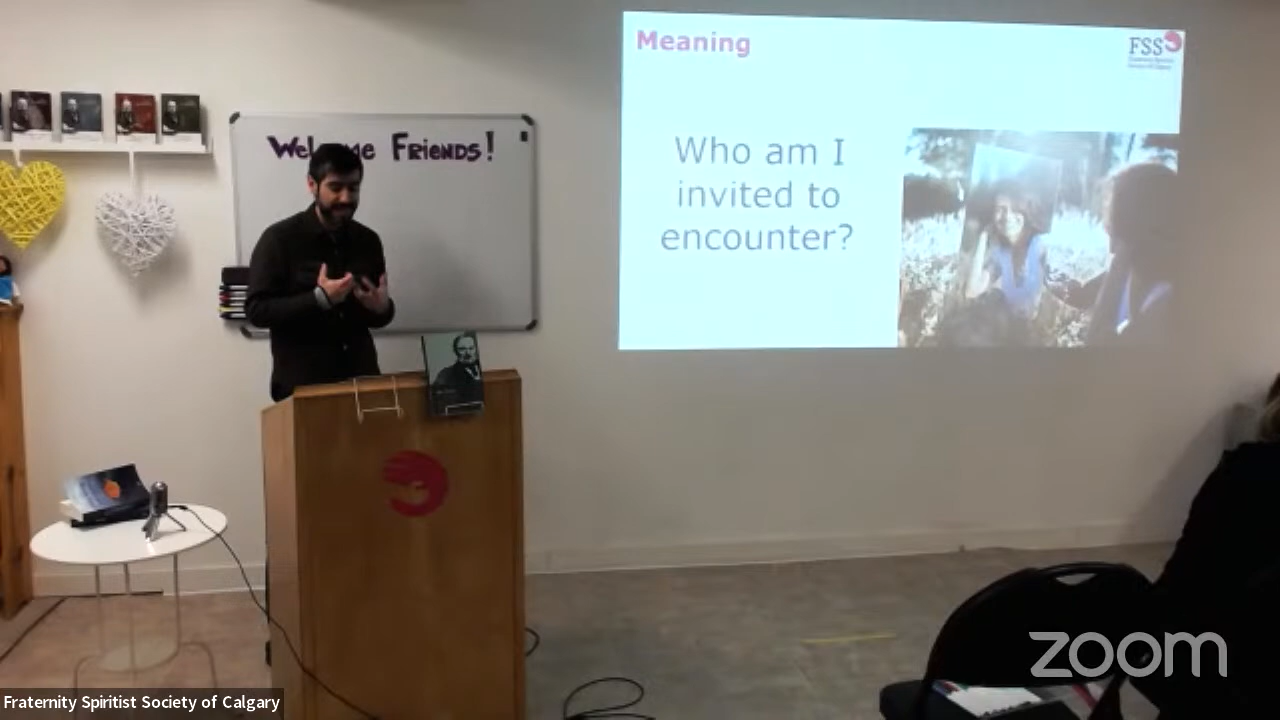 Meaning
FSS
Welcome Friends!
Who am I
invited to
encounter?
zoom
Fraternity Spiritist Society of Calgary